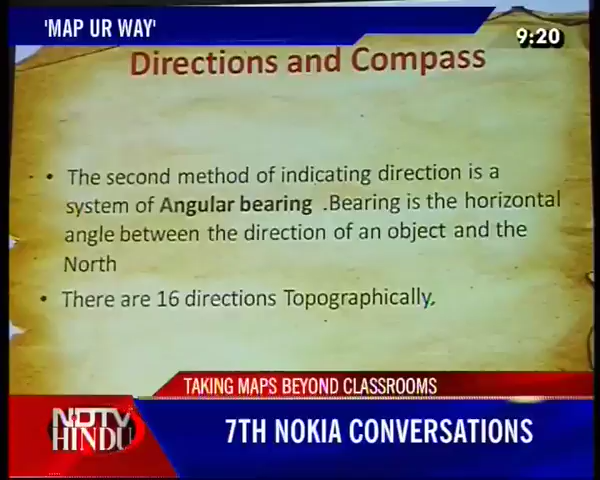 'MAP UR WAY'
9:20
Directions and Compass
• The second method of indicating direction is a
system of Angular bearing .Bearing is the horizontal
angle between the direction of an object and the
North
• There are 16 directions Topographically.
TAKING MAPS BEYOND CLASSROOMS
NDTV
HINDU
7TH NOKIA CONVERSATIONS